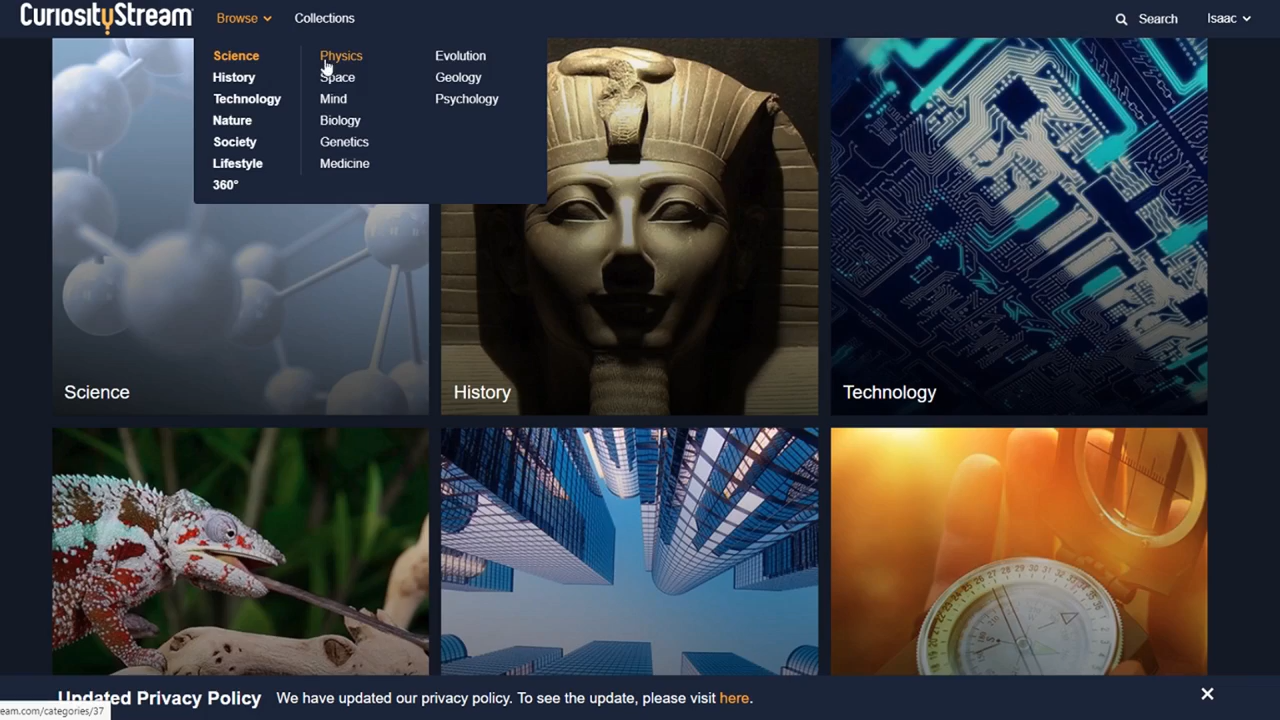 CuriosityStream
Browse
Collections
Search
Isaac
Science
History
Technology
Nature
Society
Lifestyle
360°
Physics
Space
Mind
Biology
Genetics
Medicine
Evolution
Geology
Psychology
Science
History
Technology
Updated Privacy Policy We have updated our privacy policy. To see the update, please visit here.
ream.com/categories/37